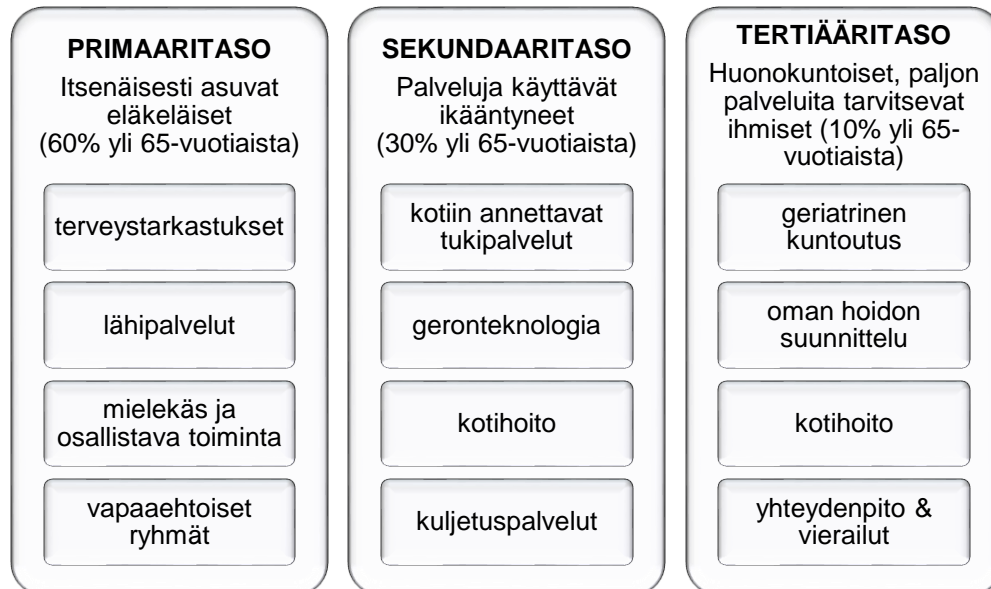 PRIMAARITASO
Itsenäisesti asuvat
eläkeläiset
(60% yli 65-vuotiaista)
terveystarkastukset
lähipalvelut
mielekäs ja
osallistava toiminta
vapaaehtoiset
ryhmät
SEKUNDAARITASO
Palveluja käyttävät
ikääntyneet
(30% yli 65-vuotiaista)
kotiin annettavat
tukipalvelut
geronteknologia
kotihoito
kuljetuspalvelut
TERTIÄÄRITASO
Huonokuntoiset, paljon
palveluita tarvitsevat
ihmiset (10% yli 65-
vuotiaista)
geriatrinen
kuntoutus
oman hoidon
suunnittelu
kotihoito
yhteydenpito &
vierailut